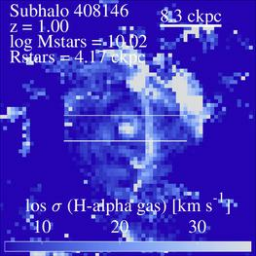 Subhalo 408146
8.3 ckpc
z = 1.00
log Mstars = 10.02
Rstars = 4.17 ckpc
los σ (H-alpha gas) [km s⁻¹]
10 20 30